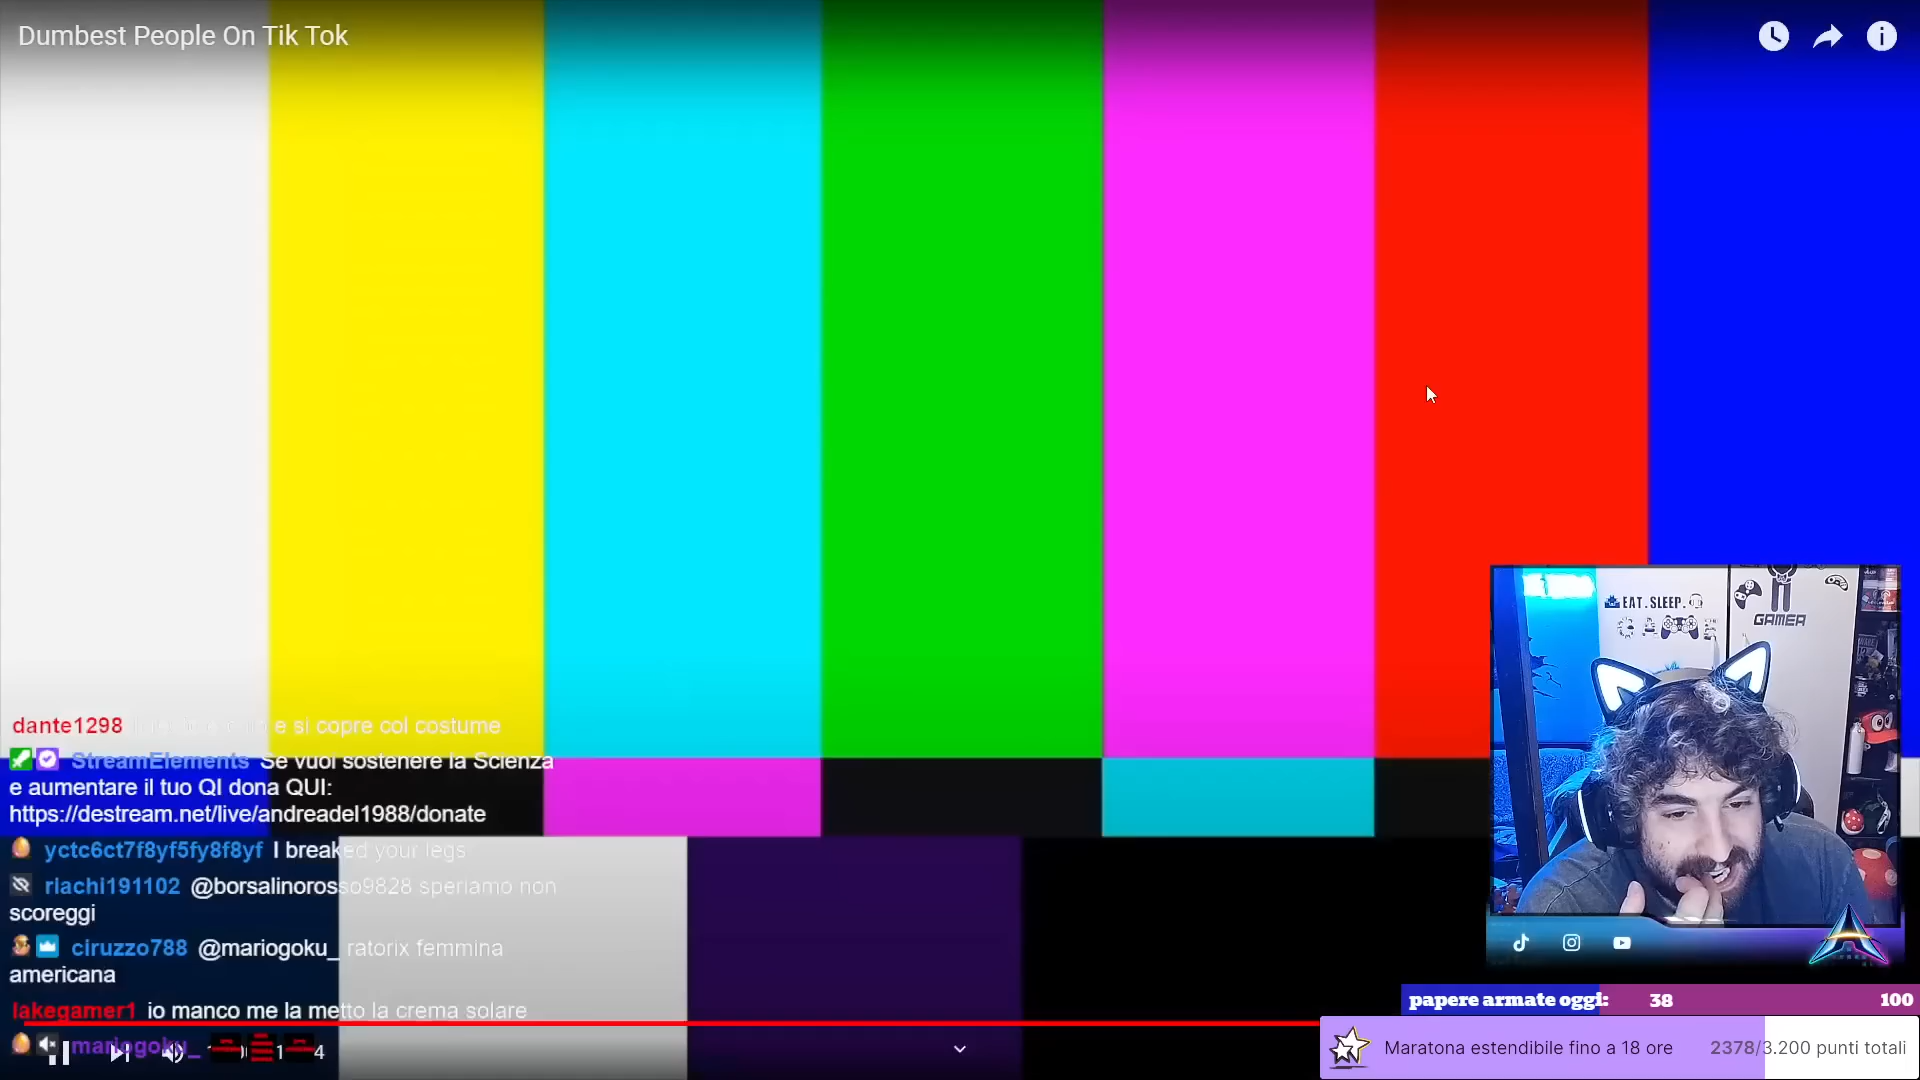 Dumbest People On Tik Tok
EAT.SLEEP.
GAMER
dante1298 e si copre col costume
StreamElements Se vuoi sostenere la Scienza
e aumentare il tuo QI dona QUI:
https://destream.net/live/andreadel1988/donate
yctc6ct7f8yf5fy8f8yf I breaked your legs
riachi191102 @borsalinorosso9828 speriamo non
scoreggi
ciruzzo788 @mariogoku_ ratorix femmina
americana
lakegamer1 io manco me la metto la crema solare
mariogoku_
papere armate oggi: 38 100
Maratona estendibile fino a 18 ore 2378/3.200 punti totali